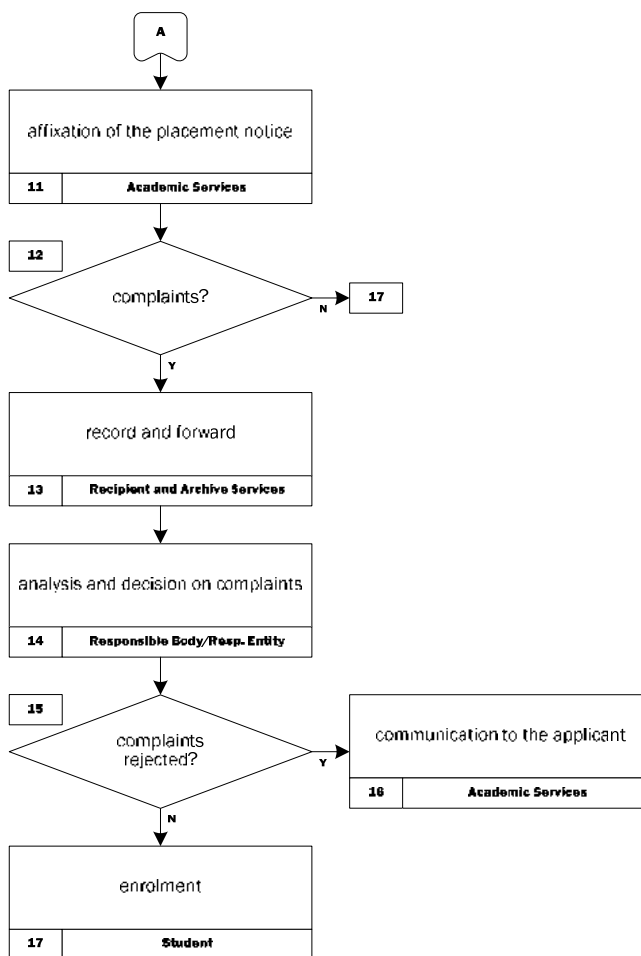 A
affixation of the placement notice
11 Academic Services
12
complaints?
N
17
Y
record and forward
13 Recipient and Archive Services
analysis and decision on complaints
14 Responsible Body/Resp. Entity
15
complaints
rejected?
Y
communication to the applicant
16 Academic Services
N
enrolment
17 Student